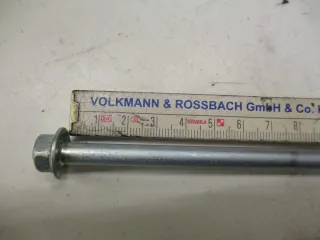 VOLKMANN & ROSSBACH GmbH & Co.
1 2 3 4 5 6 7 8